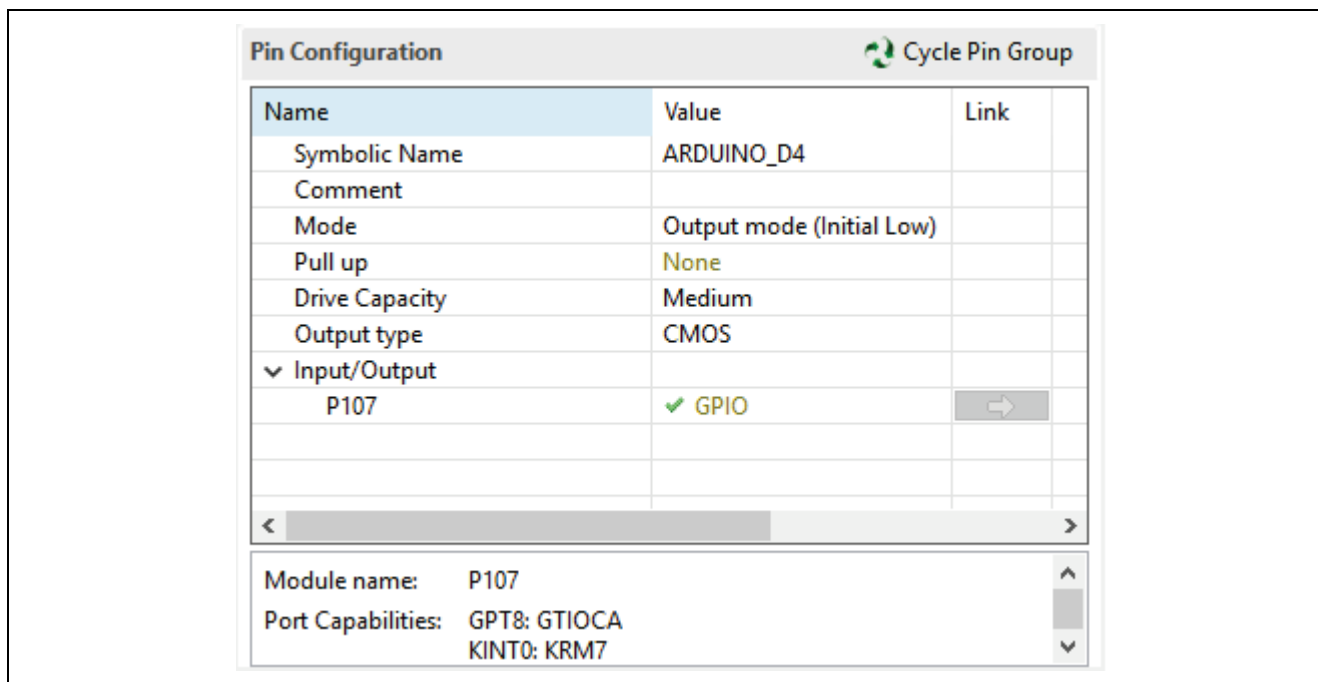 Pin Configuration Cycle Pin Group
Name Value Link
Symbolic Name ARDUINO_D4
Comment
Mode Output mode (Initial Low)
Pull up None
Drive Capacity Medium
Output type CMOS
Input/Output
P107 GPIO
Module name: P107
Port Capabilities: GPT8: GTIOCA
KINT0: KRM7